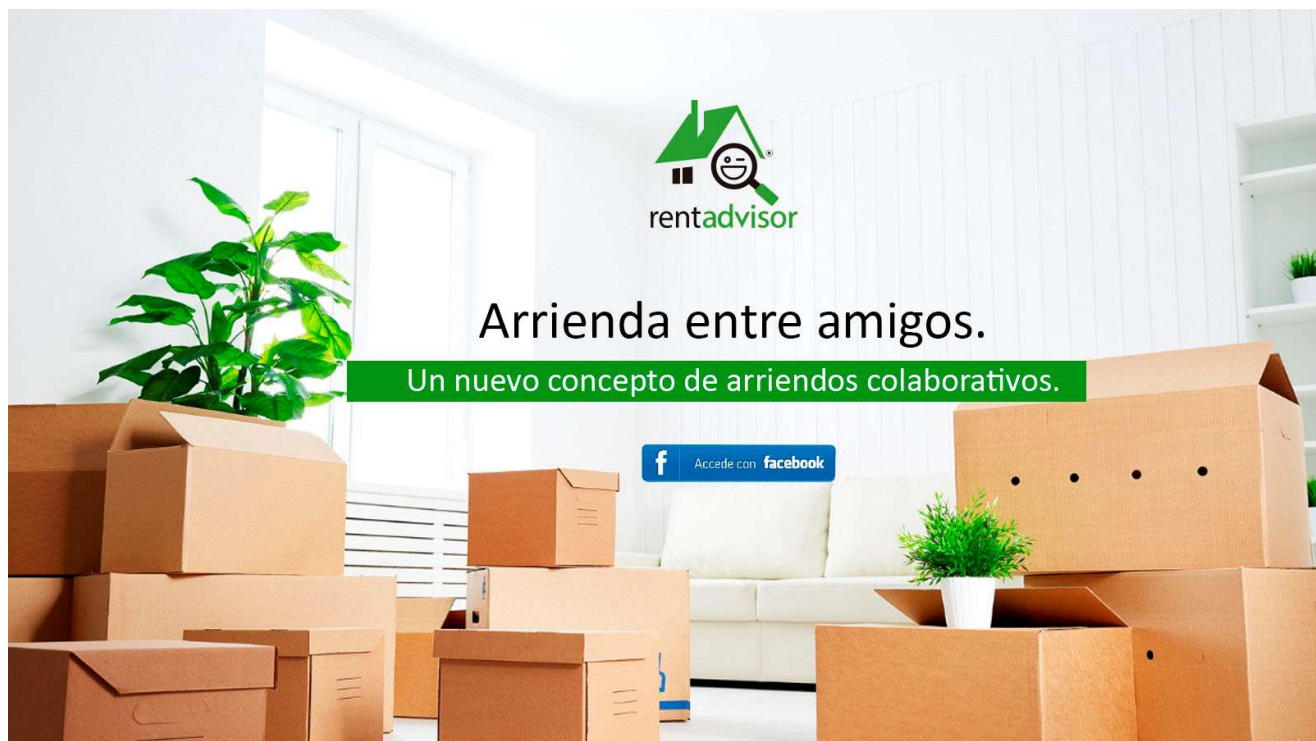 rentadvisor
Arrienda entre amigos.
Un nuevo concepto de arriendos colaborativos.
f Accede con facebook